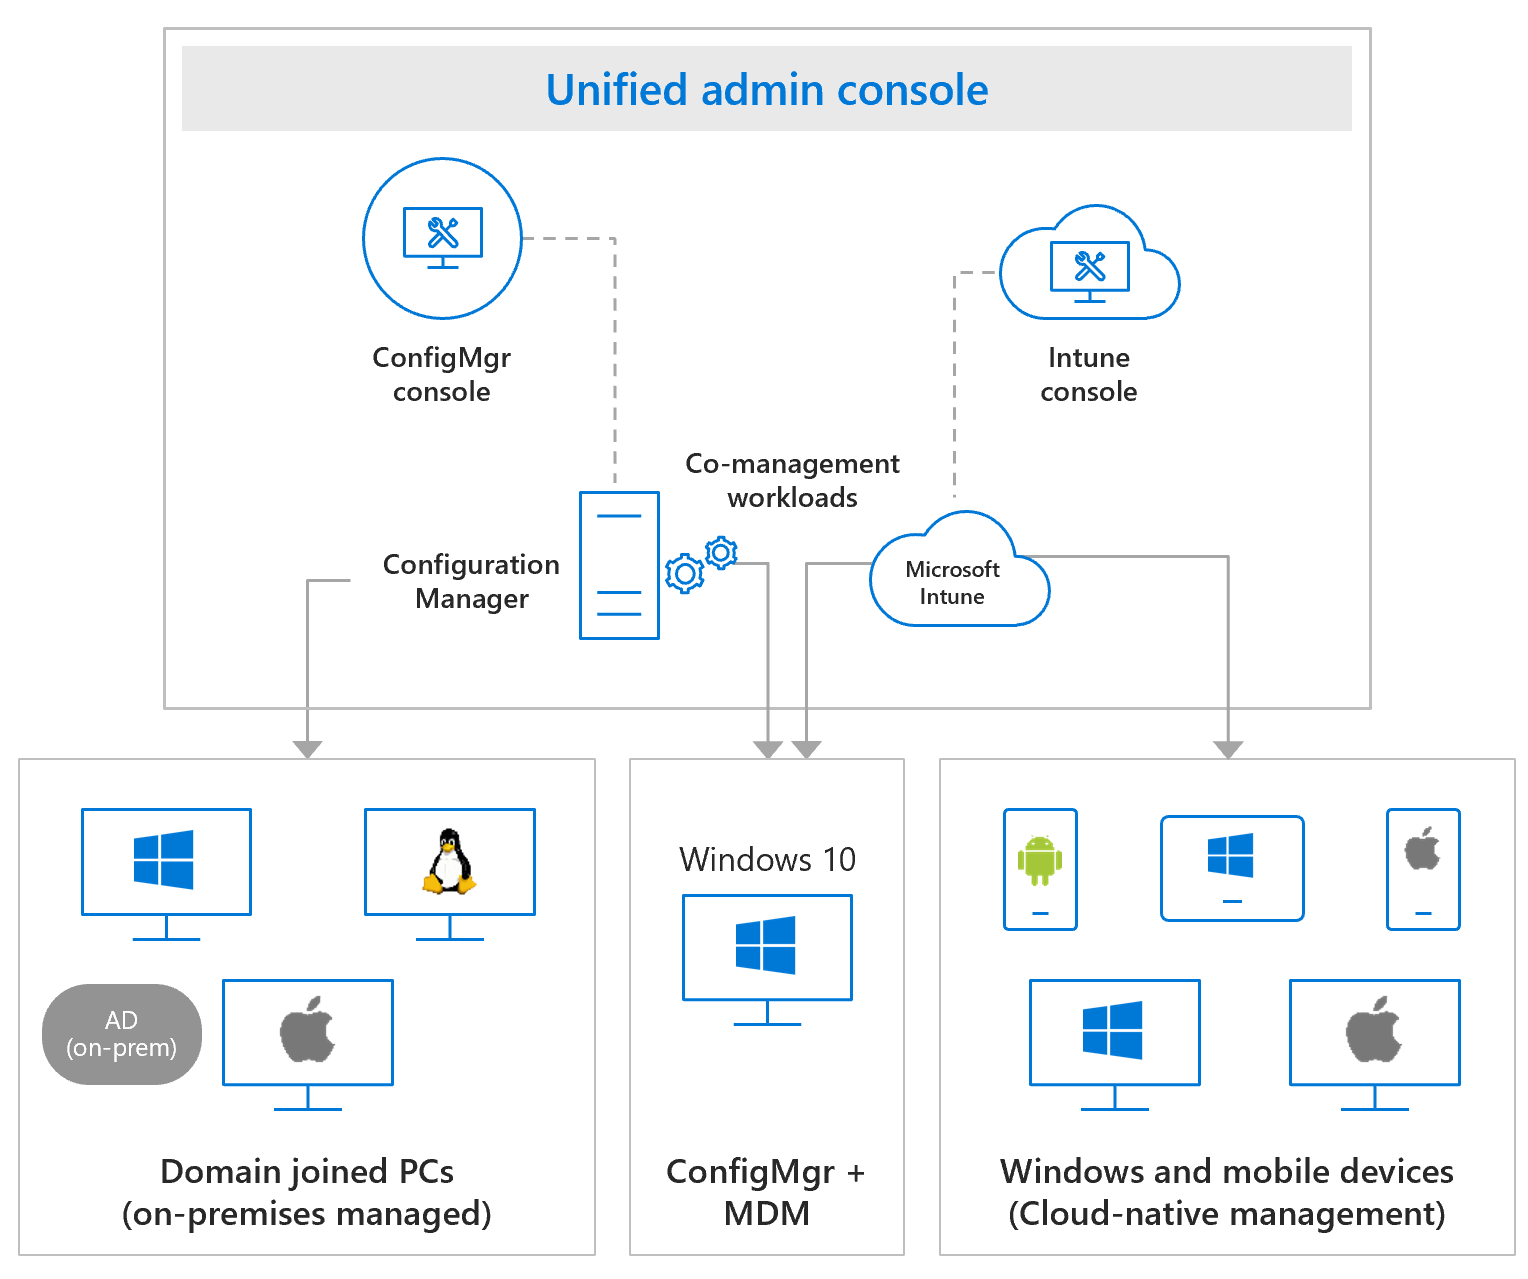 Unified admin console
ConfigMgr
console
Intune
console
Co-management
workloads
Configuration
Manager
Microsoft
Intune
Windows 10
AD
(on-prem)
Domain joined PCs
(on-premises managed)
ConfigMgr +
MDM
Windows and mobile devices
(Cloud-native management)